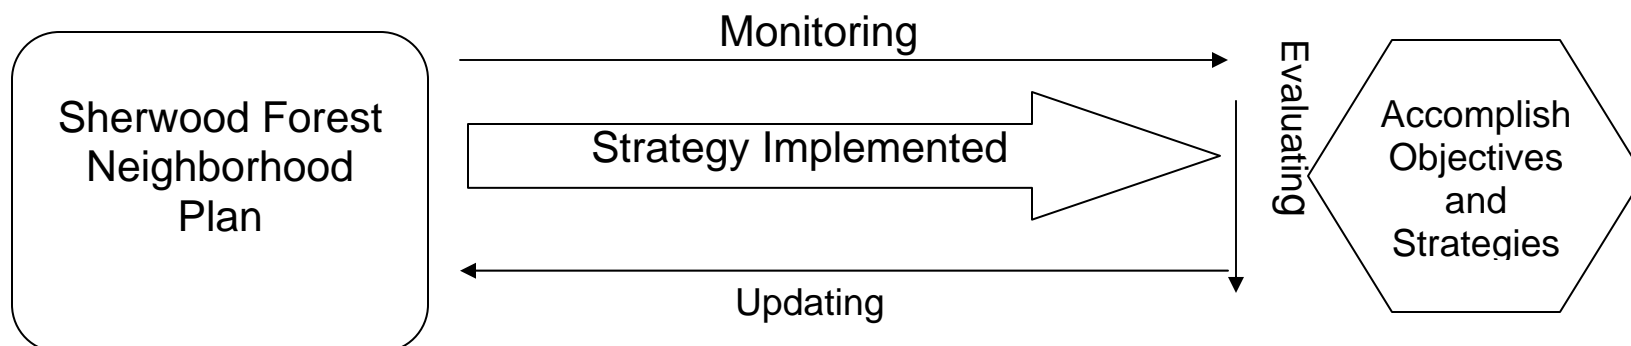 Sherwood Forest
Neighborhood
Plan
Monitoring
Strategy Implemented
Updating
Evaluating
Accomplish
Objectives
and
Strategies